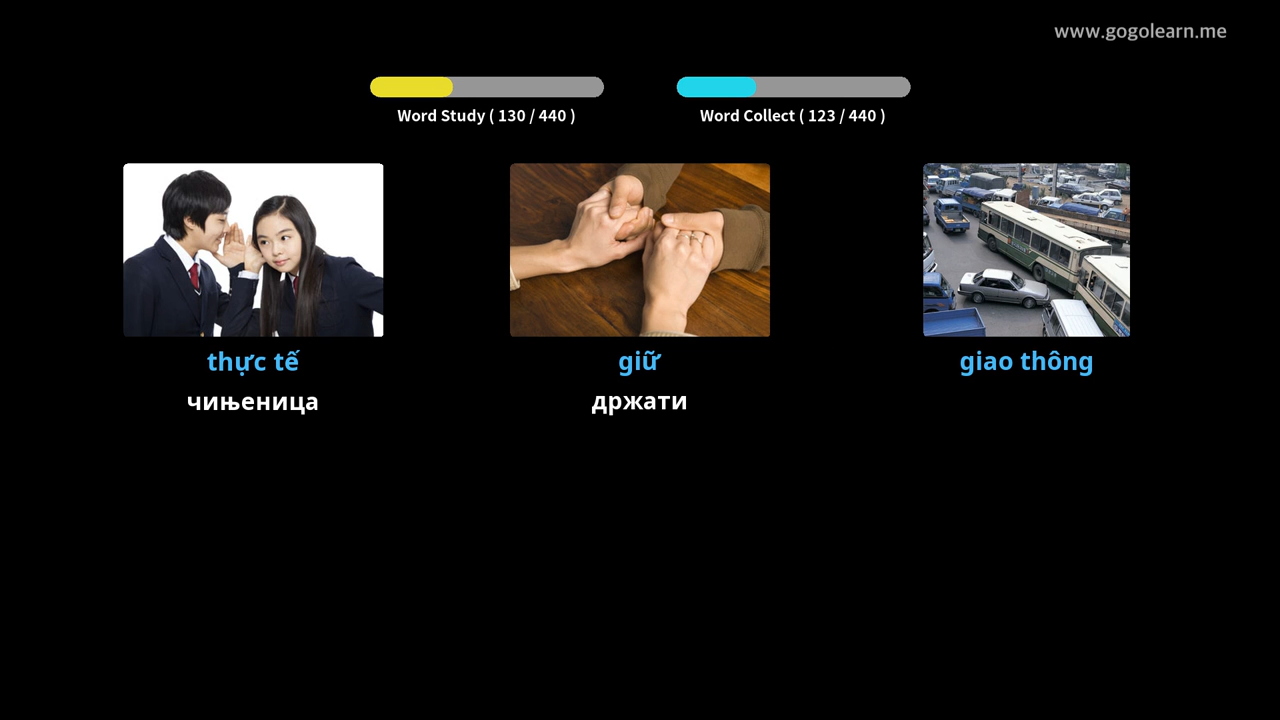 www.gogolearn.me
Word Study ( 130 / 440 )
Word Collect ( 123 / 440 )
thực tế
giữ
giao thông
чињеница
држати